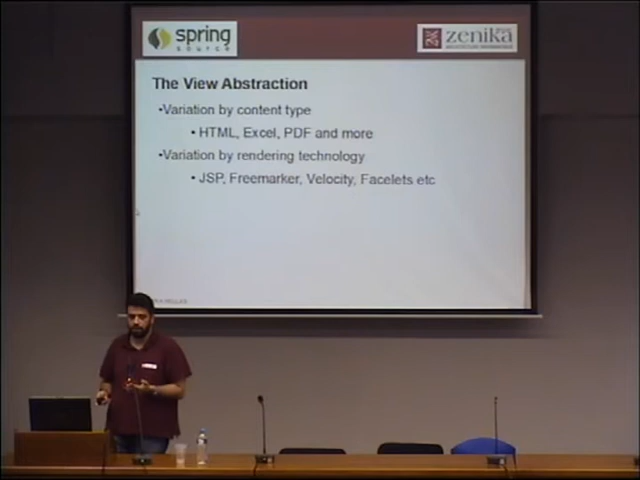 spring
source
zenika
The View Abstraction
•Variation by content type
• HTML, Excel, PDF and more
•Variation by rendering technology
• JSP, Freemarker, Velocity, Facelets etc